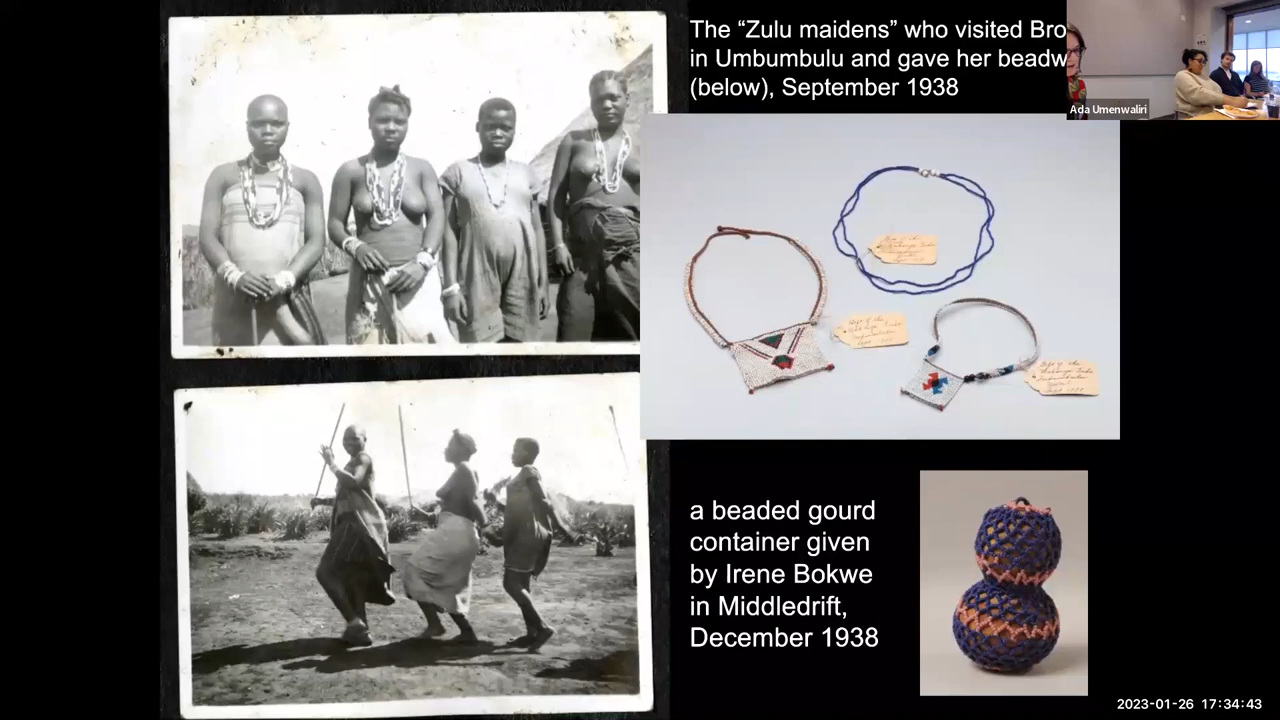 The “Zulu maidens” who visited Bro
in Umbumbulu and gave her beadw
(below), September 1938
Ada Umenwaliri
a beaded gourd
container given
by Irene Bokwe
in Middledrift,
December 1938
2023-01-26 17:34:43